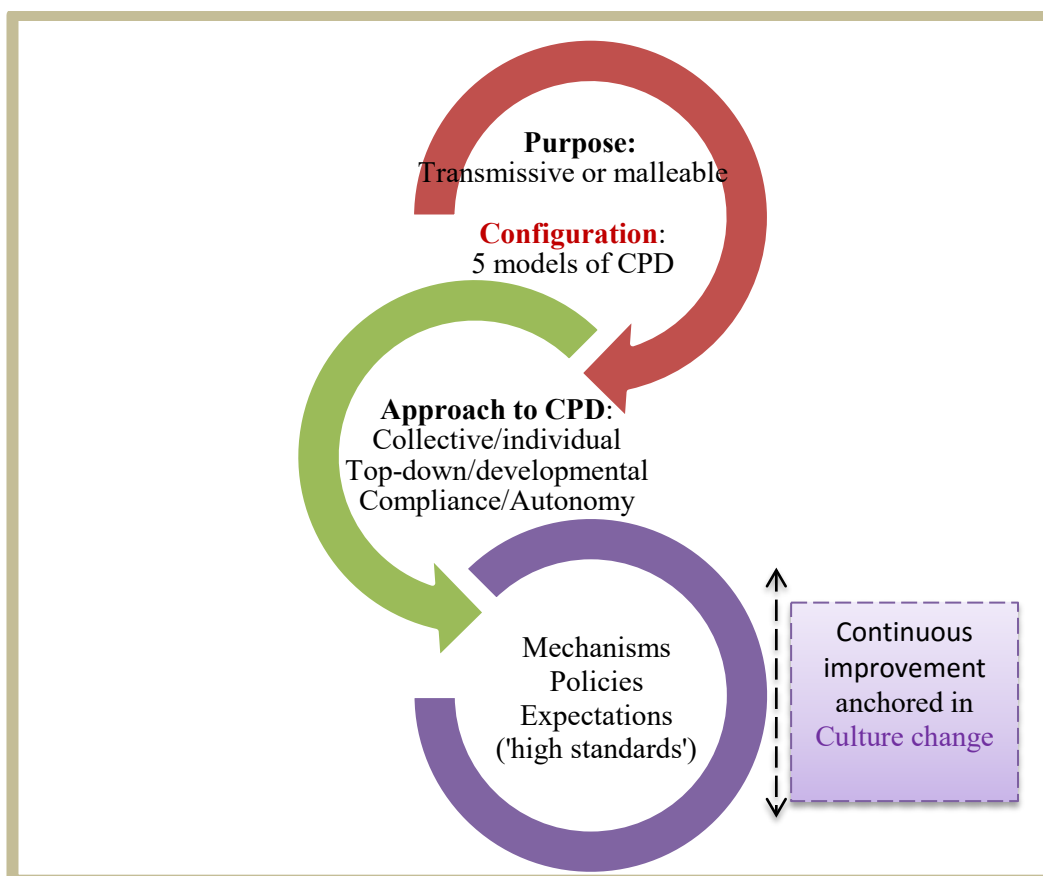 Purpose:
Transmissive or malleable
Configuration:
5 models of CPD
Approach to CPD:
Collective/individual
Top-down/developmental
Compliance/Autonomy
Mechanisms
Policies
Expectations
('high standards')
Continuous
improvement
anchored in
Culture change